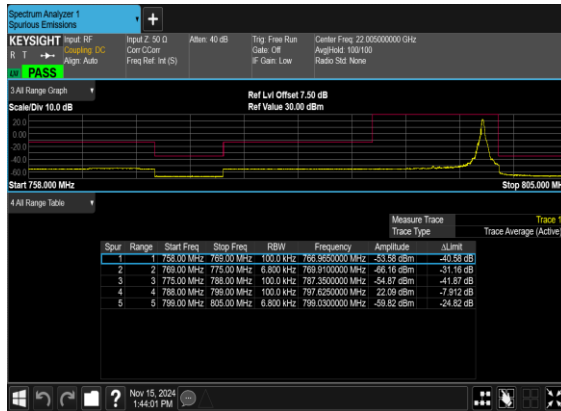 Spectrum Analyzer 1
Spurious Emissions
+
KEYSIGHT Input: RF Input Z: 50 Ω Atten: 40 dB Trig: Free Run Center Freq: 22.005000000 GHz
R T Coupling: DC Corr CCorr Gate: Off Avg|Hold: 100/100
Align: Auto Freq Ref: Int (S) IF Gain: Low Radio Std: None
PASS
3 All Range Graph Ref Lvl Offset 7.50 dB
Scale/Div 10.0 dB Ref Value 30.00 dBm
20.0
0.00
-20.0
-40.0
-60.0
Start 758.000 MHz Stop 805.000 MH
4 All Range Table
Measure Trace Trace 1
Trace Type Trace Average (Active)
Spur Range Start Freq Stop Freq RBW Frequency Amplitude ΔLimit
1 1 758.00 MHz 769.00 MHz 100.0 kHz 766.9650000 MHz -53.58 dBm -40.58 dB
2 2 769.00 MHz 775.00 MHz 6.800 kHz 769.9100000 MHz -66.16 dBm -31.16 dB
3 3 775.00 MHz 788.00 MHz 100.0 kHz 787.3500000 MHz -54.87 dBm -41.87 dB
4 4 788.00 MHz 799.00 MHz 100.0 kHz 797.6250000 MHz 22.09 dBm -7.912 dB
5 5 799.00 MHz 805.00 MHz 6.800 kHz 799.0300000 MHz -59.82 dBm -24.82 dB
? Nov 15, 2024
1:44:01 PM